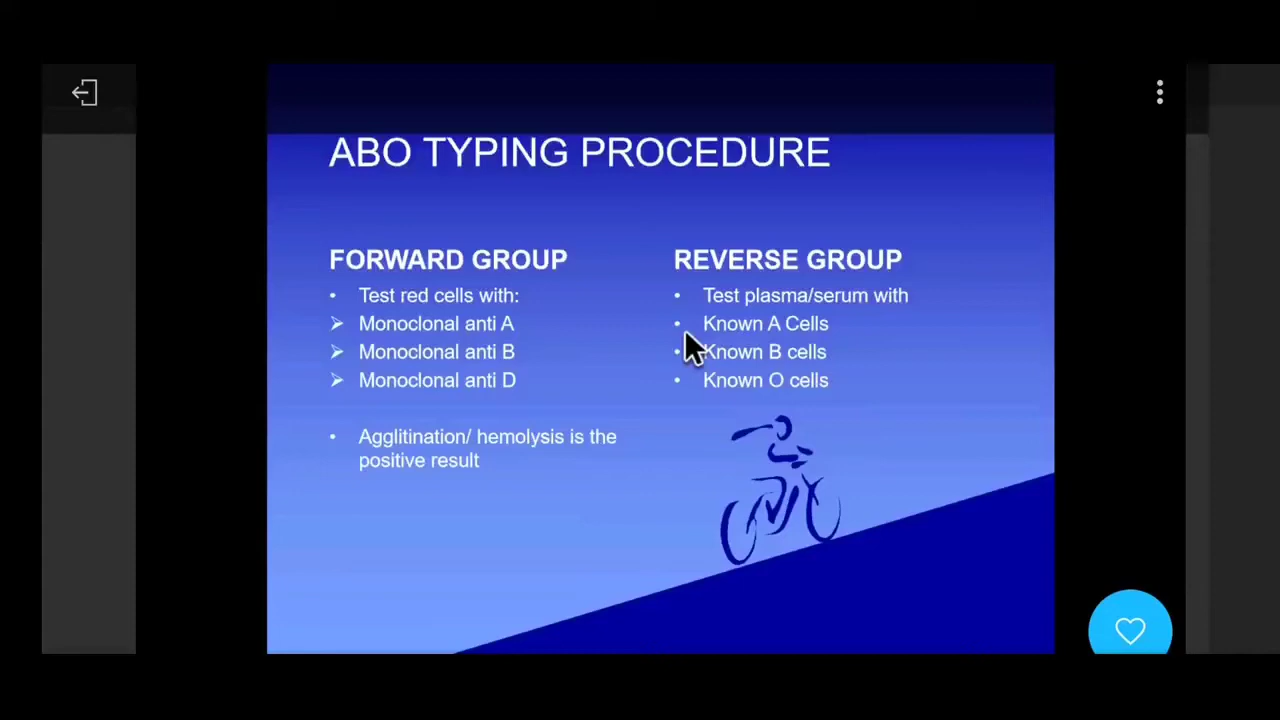 ABO TYPING PROCEDURE
FORWARD GROUP
• Test red cells with:
➢ Monoclonal anti A
➢ Monoclonal anti B
➢ Monoclonal anti D
• Agglitination/ hemolysis is the
positive result
REVERSE GROUP
• Test plasma/serum with
• Known A Cells
• Known B cells
• Known O cells